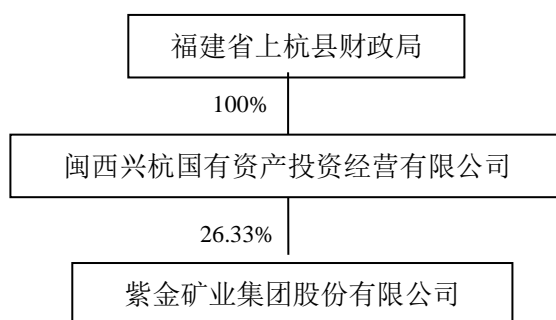 福建省上杭县财政局
100%
闽西兴杭国有资产投资经营有限公司
26.33%
紫金矿业集团股份有限公司